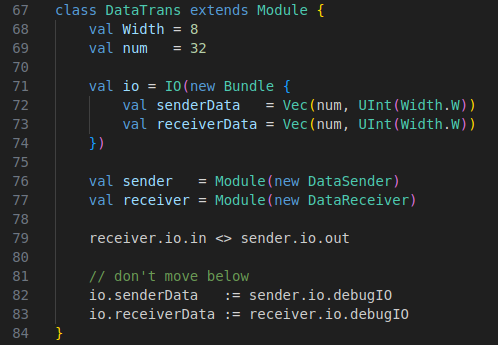 67 class DataTrans extends Module {
68     val Width = 8
69     val num   = 32
70
71     val io = IO(new Bundle {
72         val senderData   = Vec(num, UInt(Width.W))
73         val receiverData = Vec(num, UInt(Width.W))
74     })
75
76     val sender   = Module(new DataSender)
77     val receiver = Module(new DataReceiver)
78
79     receiver.io.in <> sender.io.out
80
81     // don't move below
82     io.senderData   := sender.io.debugIO
83     io.receiverData := receiver.io.debugIO
84 }